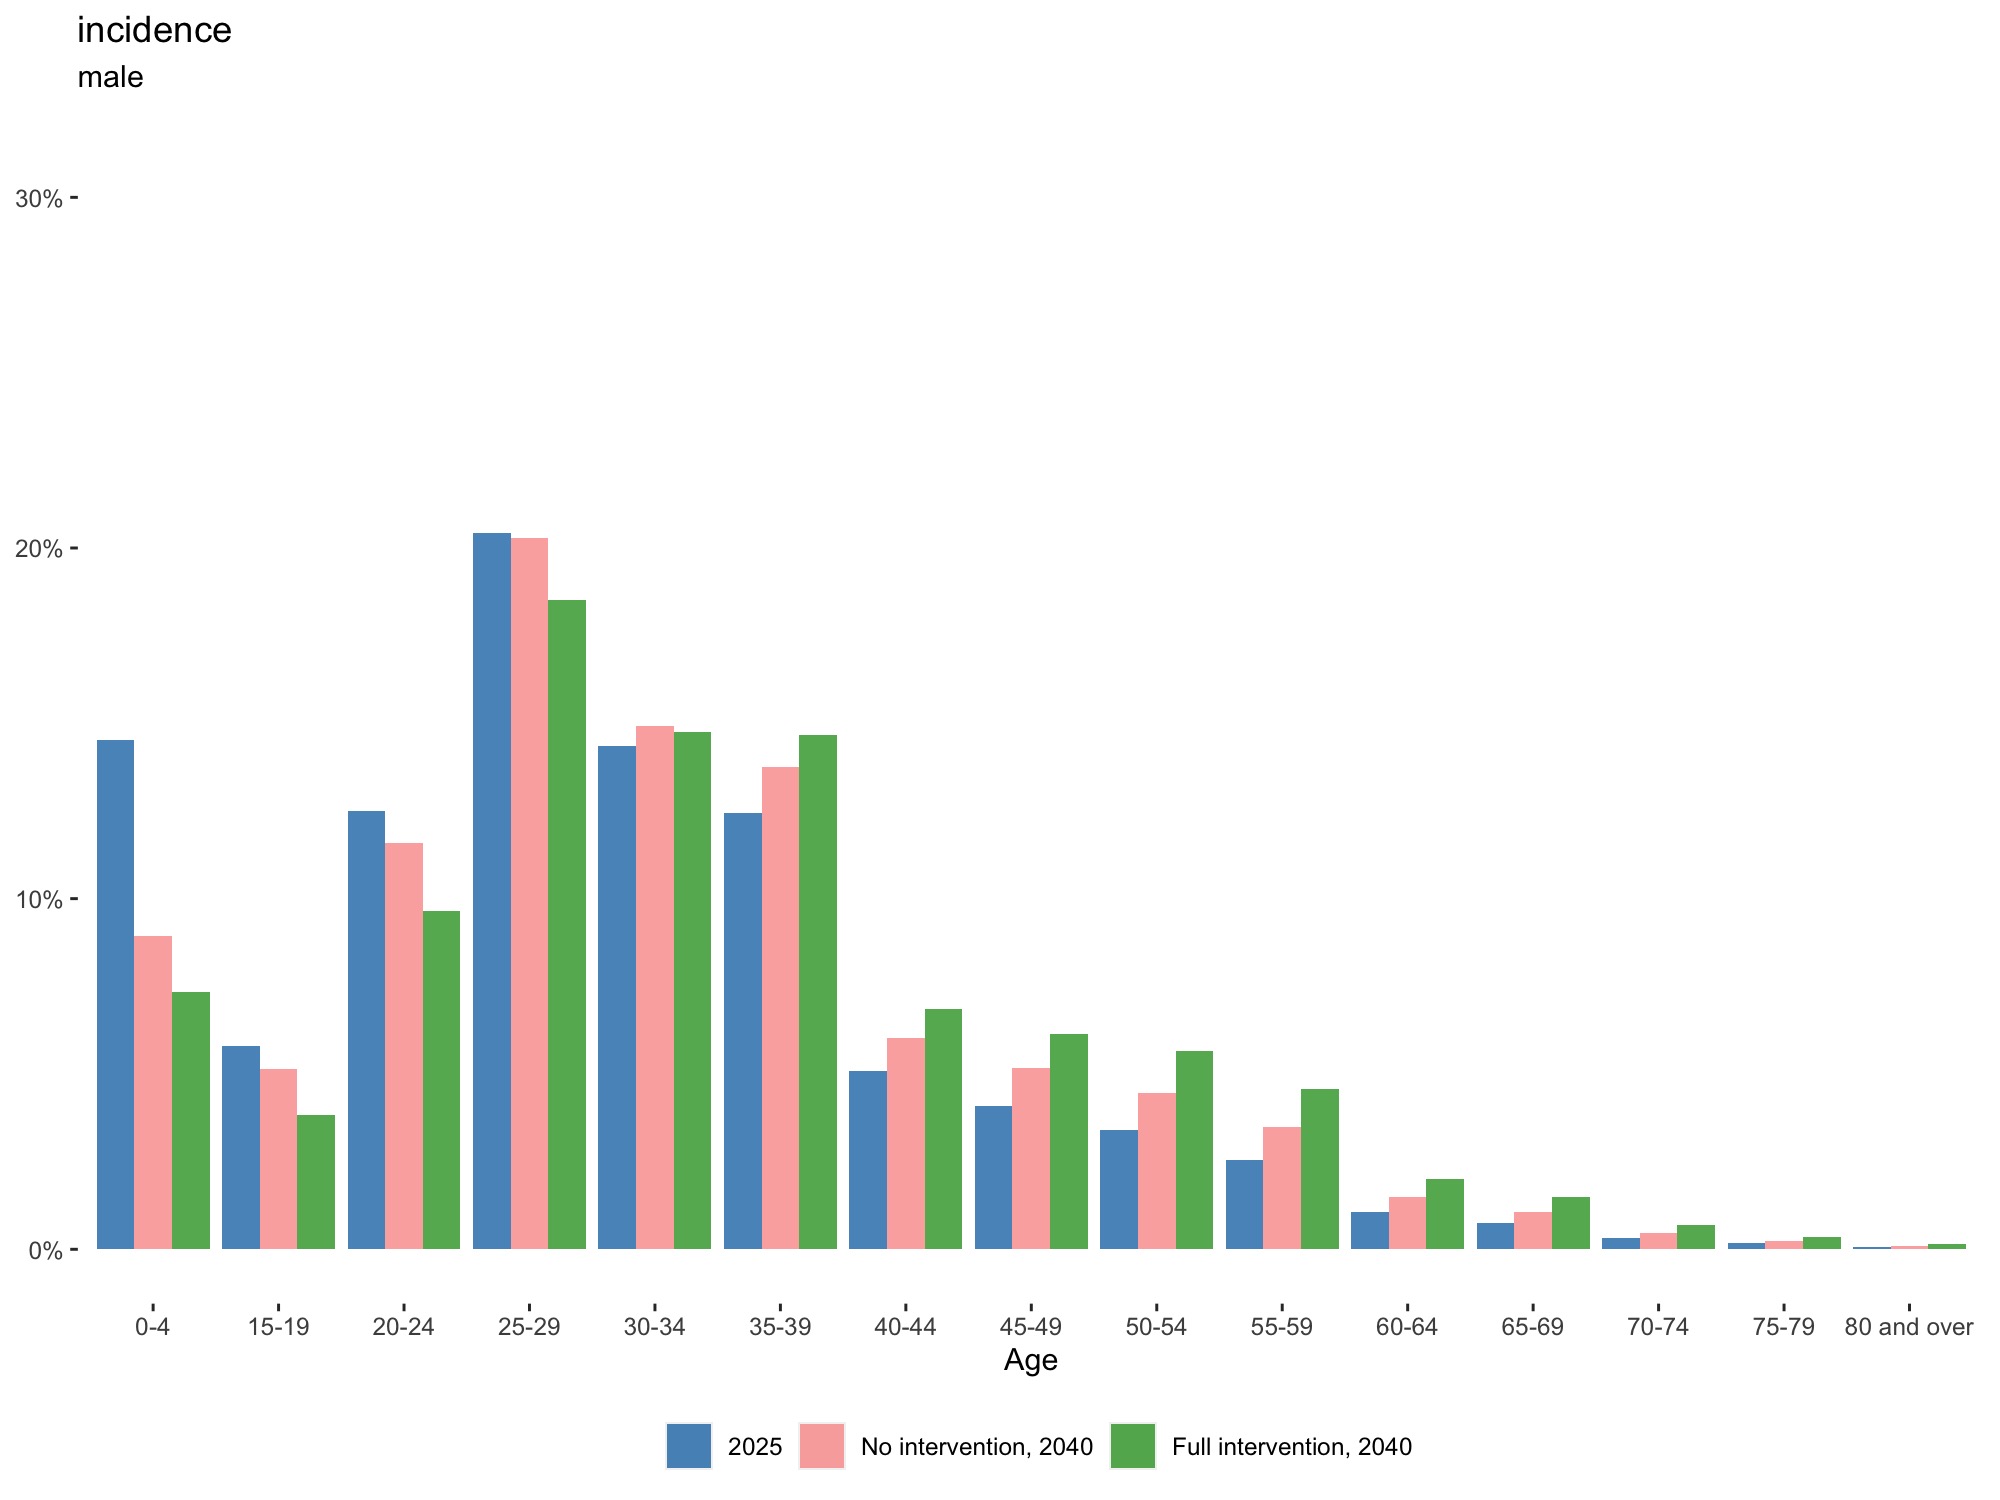 incidence
male
30%
20%
10%
0%
0-4 15-19 20-24 25-29 30-34 35-39 40-44 45-49 50-54 55-59 60-64 65-69 70-74 75-79 80 and over
Age
2025 No intervention, 2040 Full intervention, 2040